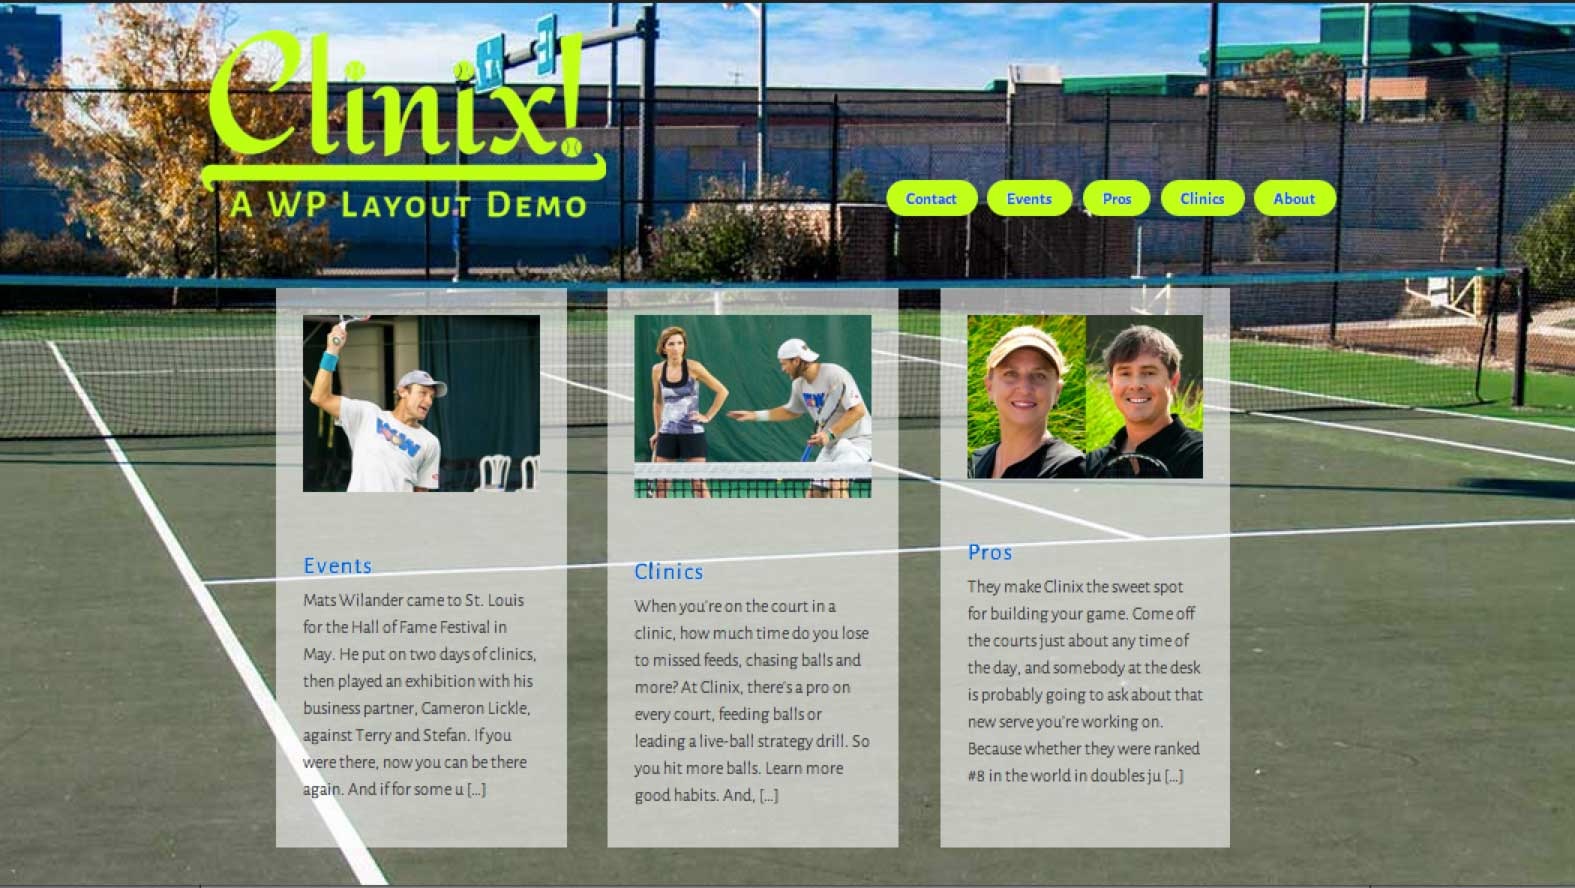 Clinix!
A WP Layout Demo
Contact
Events
Pros
Clinics
About
WOW
Events
Mats Wilander came to St. Louis
for the Hall of Fame Festival in
May. He put on two days of clinics,
then played an exhibition with his
business partner, Cameron Lickle,
against Terry and Stefan. If you
were there, now you can be there
again. And if for some u [...]
Clinics
When you're on the court in a
clinic, how much time do you lose
to missed feeds, chasing balls and
more? At Clinix, there's a pro on
every court, feeding balls or
leading a live-ball strategy drill. So
you hit more balls. Learn more
good habits. And, [...]
Pros
They make Clinix the sweet spot
for building your game. Come off
the courts just about any time of
the day, and somebody at the desk
is probably going to ask about that
new serve you're working on.
Because whether they were ranked
#8 in the world in doubles ju [...]